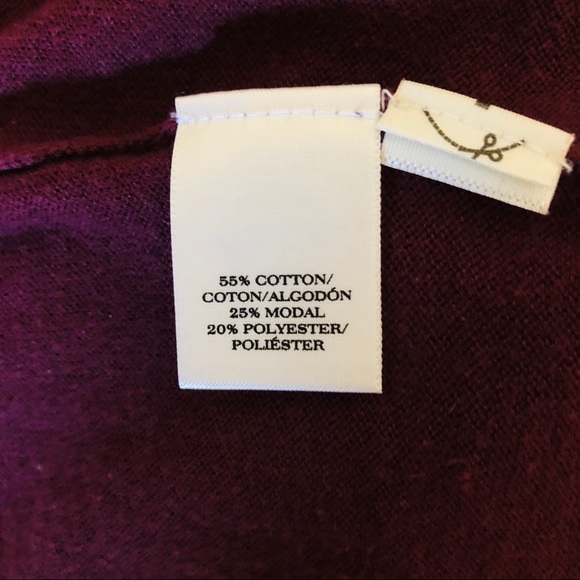 55% COTTON/
COTON/ALGODÓN
25% MODAL
20% POLYESTER/
POLIÉSTER